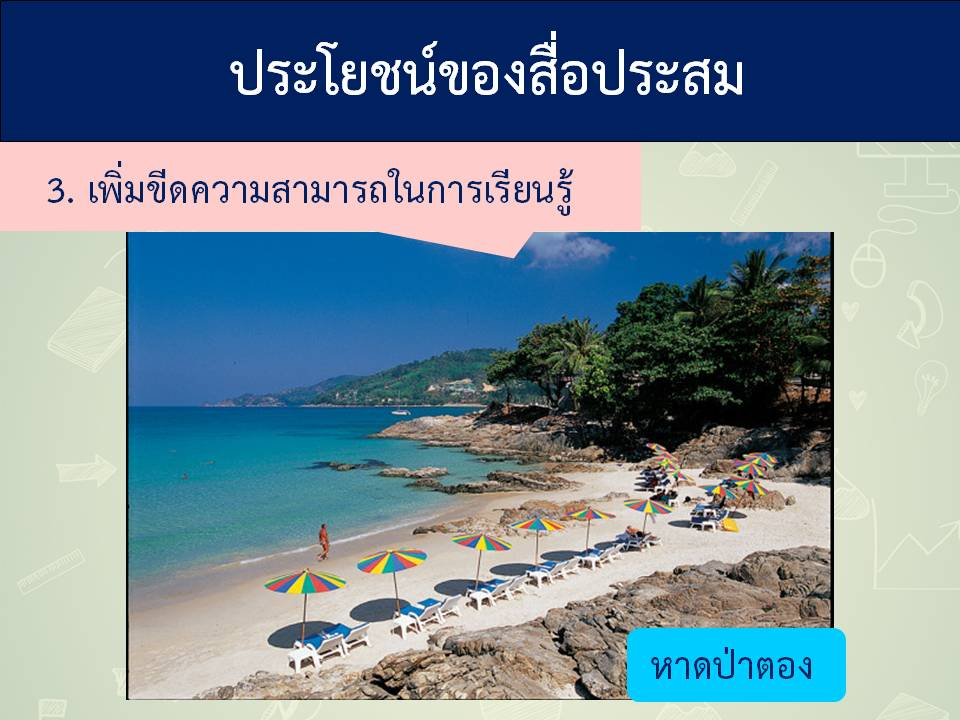 ประโยชน์ของสื่อประสม
3. เพิ่มขีดความสามารถในการเรียนรู้
หาดป่าตอง